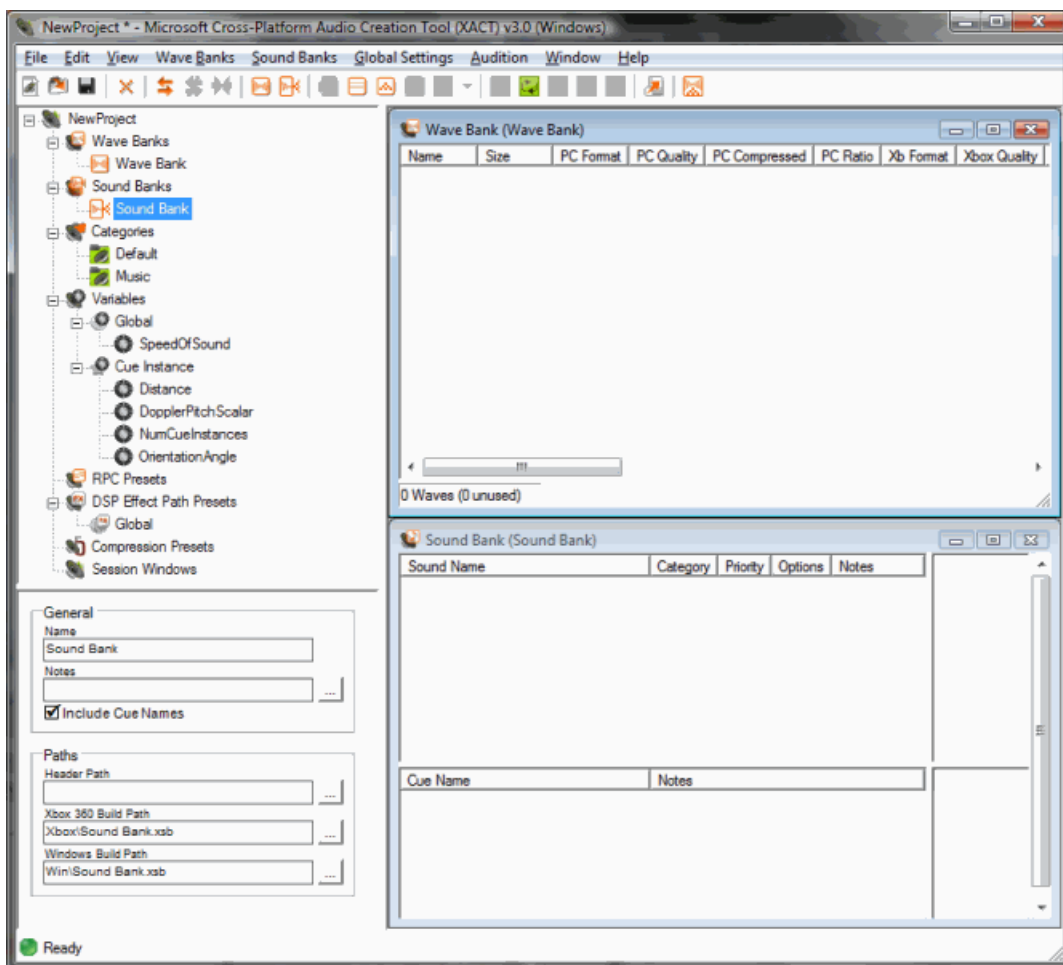 NewProject * - Microsoft Cross-Platform Audio Creation Tool (XACT) v3.0 (Windows)
File Edit View Wave Banks Sound Banks Global Settings Audition Window Help
NewProject
Wave Banks
Wave Bank
Sound Banks
Sound Bank
Categories
Default
Music
Variables
Global
SpeedOfSound
Cue Instance
Distance
DopplerPitchScalar
NumCueInstances
OrientationAngle
RPC Presets
DSP Effect Path Presets
Global
Compression Presets
Session Windows
General
Name
Sound Bank
Notes
...
Include Cue Names
Paths
Header Path
...
Xbox 360 Build Path
Xbox\Sound Bank.xsb
...
Windows Build Path
Win\Sound Bank.xsb
...
Wave Bank (Wave Bank)
Name Size PC Format PC Quality PC Compressed PC Ratio Xb Format Xbox Quality
0 Waves (0 unused)
Sound Bank (Sound Bank)
Sound Name Category Priority Options Notes
Cue Name Notes
Ready